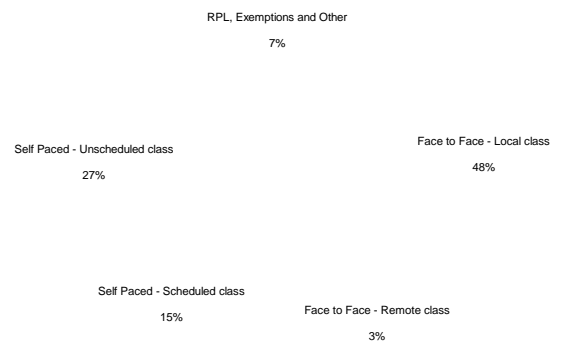 RPL, Exemptions and Other
7%
Face to Face - Local class
48%
Self Paced - Unscheduled class
27%
Self Paced - Scheduled class
15%
Face to Face - Remote class
3%